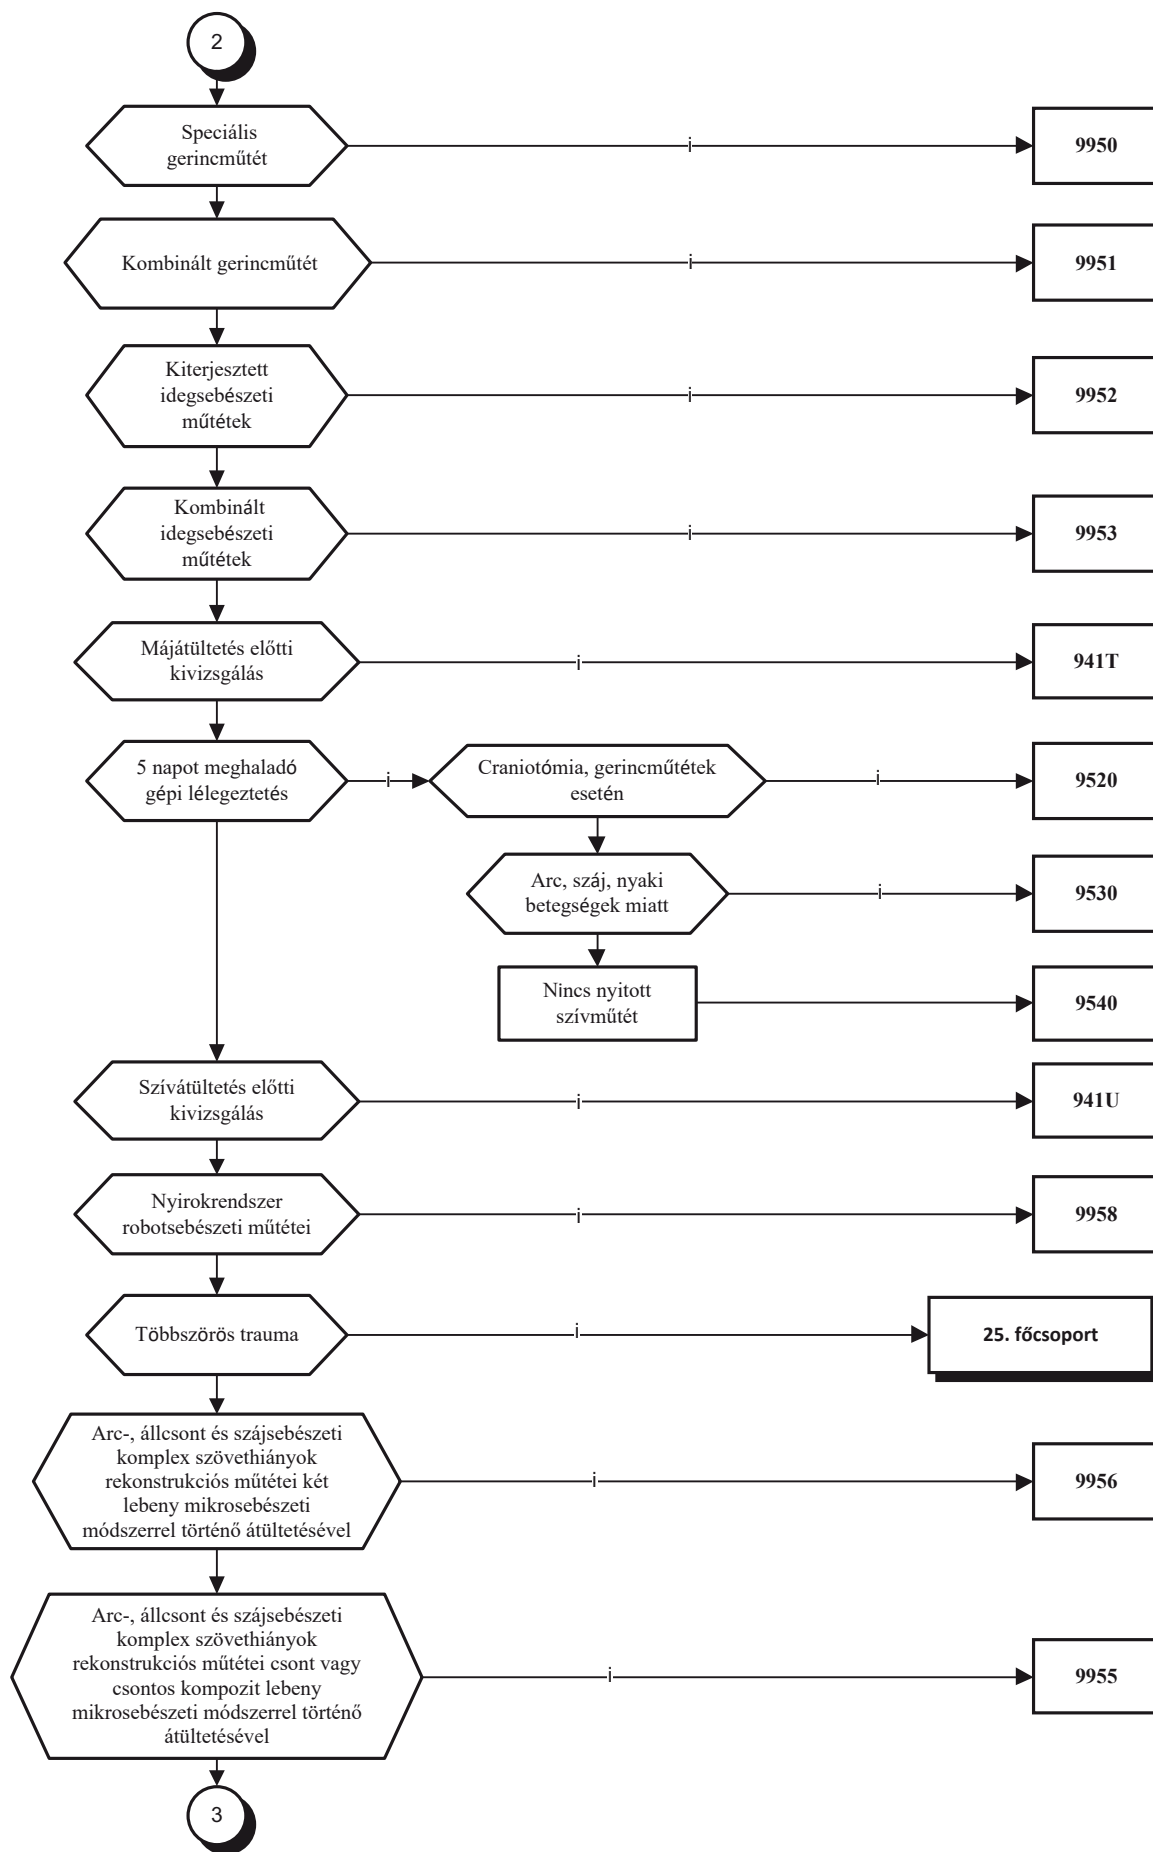 2
Speciális
gerincműtét
i
9950
Kombinált gerincműtét
i
9951
Kiterjesztett
idegsebészeti
műtétek
i
9952
Kombinált
idegsebészeti
műtétek
i
9953
Májátültetés előtti
kivizsgálás
i
941T
5 napot meghaladó
gépi lélegeztetés
i
Craniotómia, gerincműtétek
esetén
i
9520
Arc, száj, nyaki
betegségek miatt
i
9530
Nincs nyitott
szívműtét
9540
Szívátültetés előtti
kivizsgálás
i
941U
Nyirokrendszer
robotsebészeti műtétei
i
9958
Többszörös trauma
i
25. főcsoport
Arc-, állcsont és szájsebészeti
komplex szövethiányok
rekonstrukciós műtétei két
lebeny mikrosebészeti
módszerrel történő átültetésével
i
9956
Arc-, állcsont és szájsebészeti
komplex szövethiányok
rekonstrukciós műtétei csont vagy
csontos kompozit lebeny
mikrosebészeti módszerrel történő
átültetésével
i
9955
3